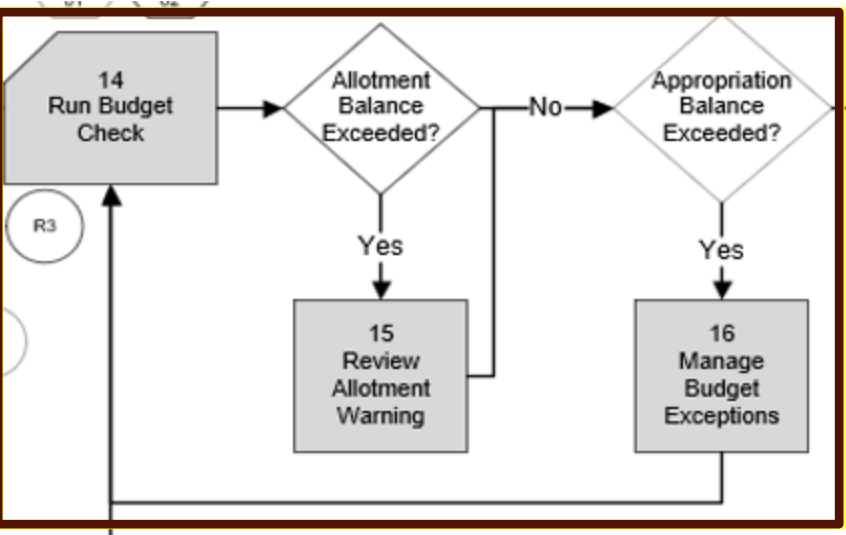 14
Run Budget
Check
Allotment
Balance
Exceeded?
No
Appropriation
Balance
Exceeded?
R3
Yes
Yes
15
Review
Allotment
Warning
16
Manage
Budget
Exceptions